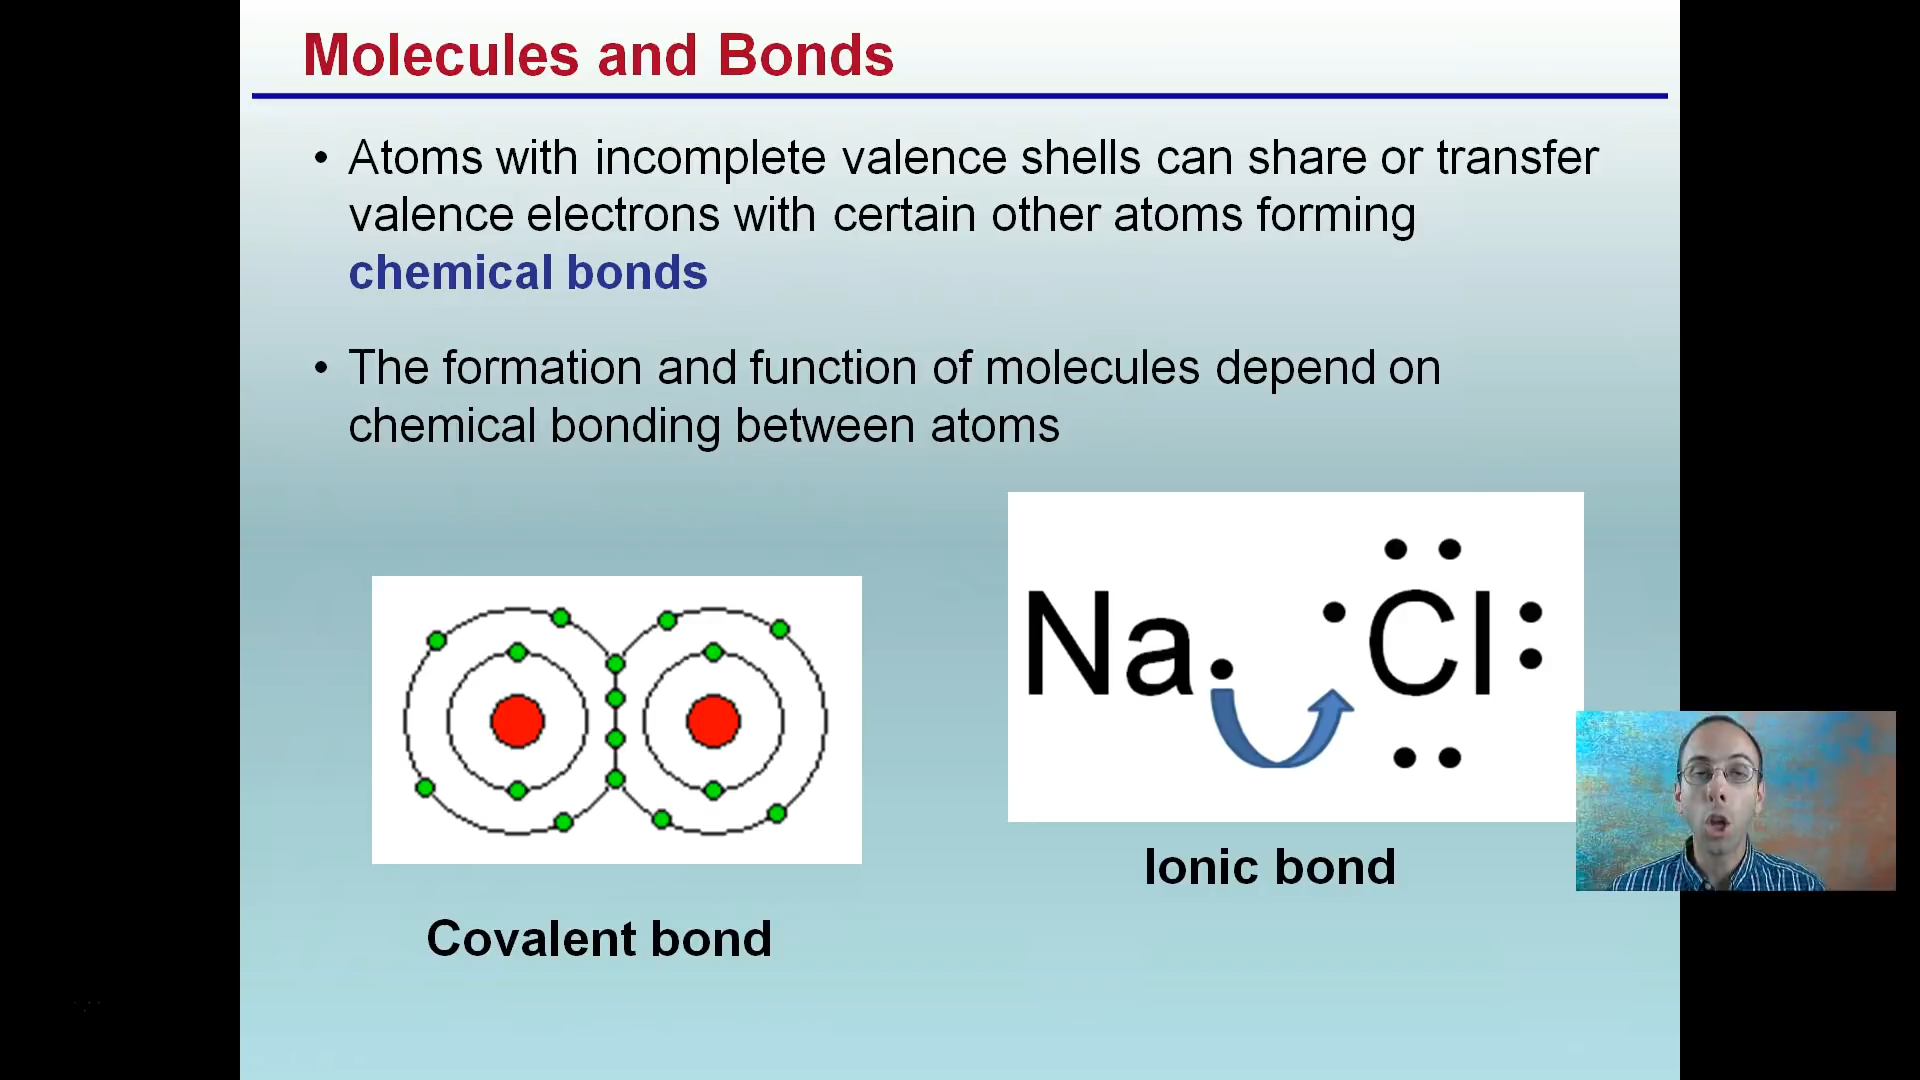 Molecules and Bonds
• Atoms with incomplete valence shells can share or transfer
valence electrons with certain other atoms forming
chemical bonds
• The formation and function of molecules depend on
chemical bonding between atoms
Na Cl
Ionic bond
Covalent bond